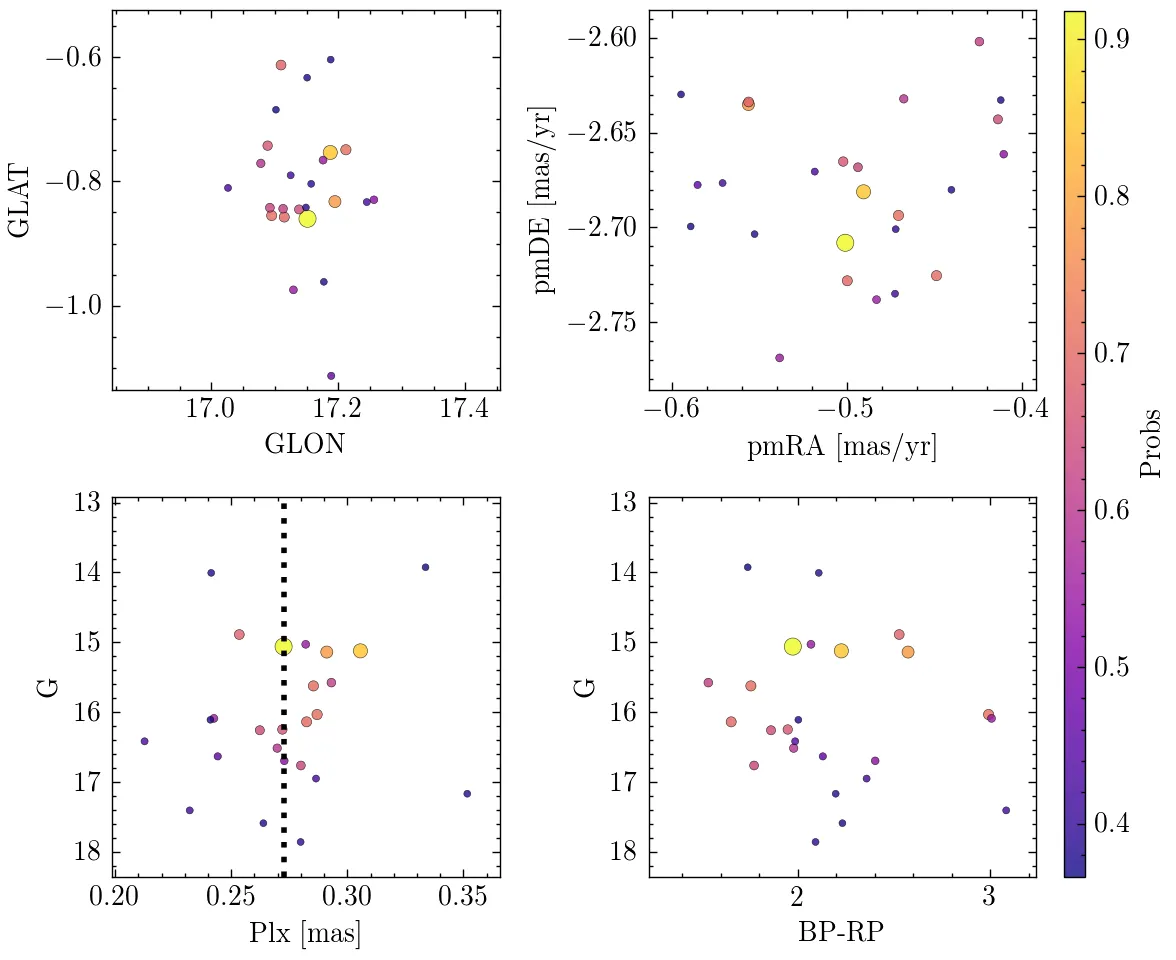 −0.6
−0.8
−1.0
GLAT
17.0 17.2 17.4
GLON
−2.60
−2.65
−2.70
−2.75
pmDE [mas/yr]
−0.6 −0.5 −0.4
pmRA [mas/yr]
0.9
0.8
0.7
0.6
0.5
0.4
Probs
13
14
15
16
17
18
G
0.20 0.25 0.30 0.35
Plx [mas]
13
14
15
16
17
18
G
2 3
BP-RP